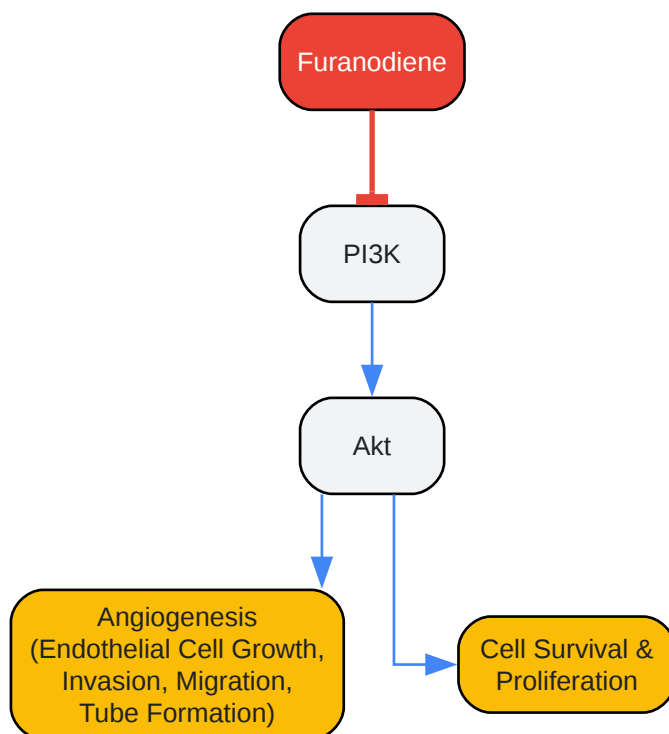 Furanodiene
PI3K
Akt
Angiogenesis
(Endothelial Cell Growth,
Invasion, Migration,
Tube Formation)
Cell Survival &
Proliferation